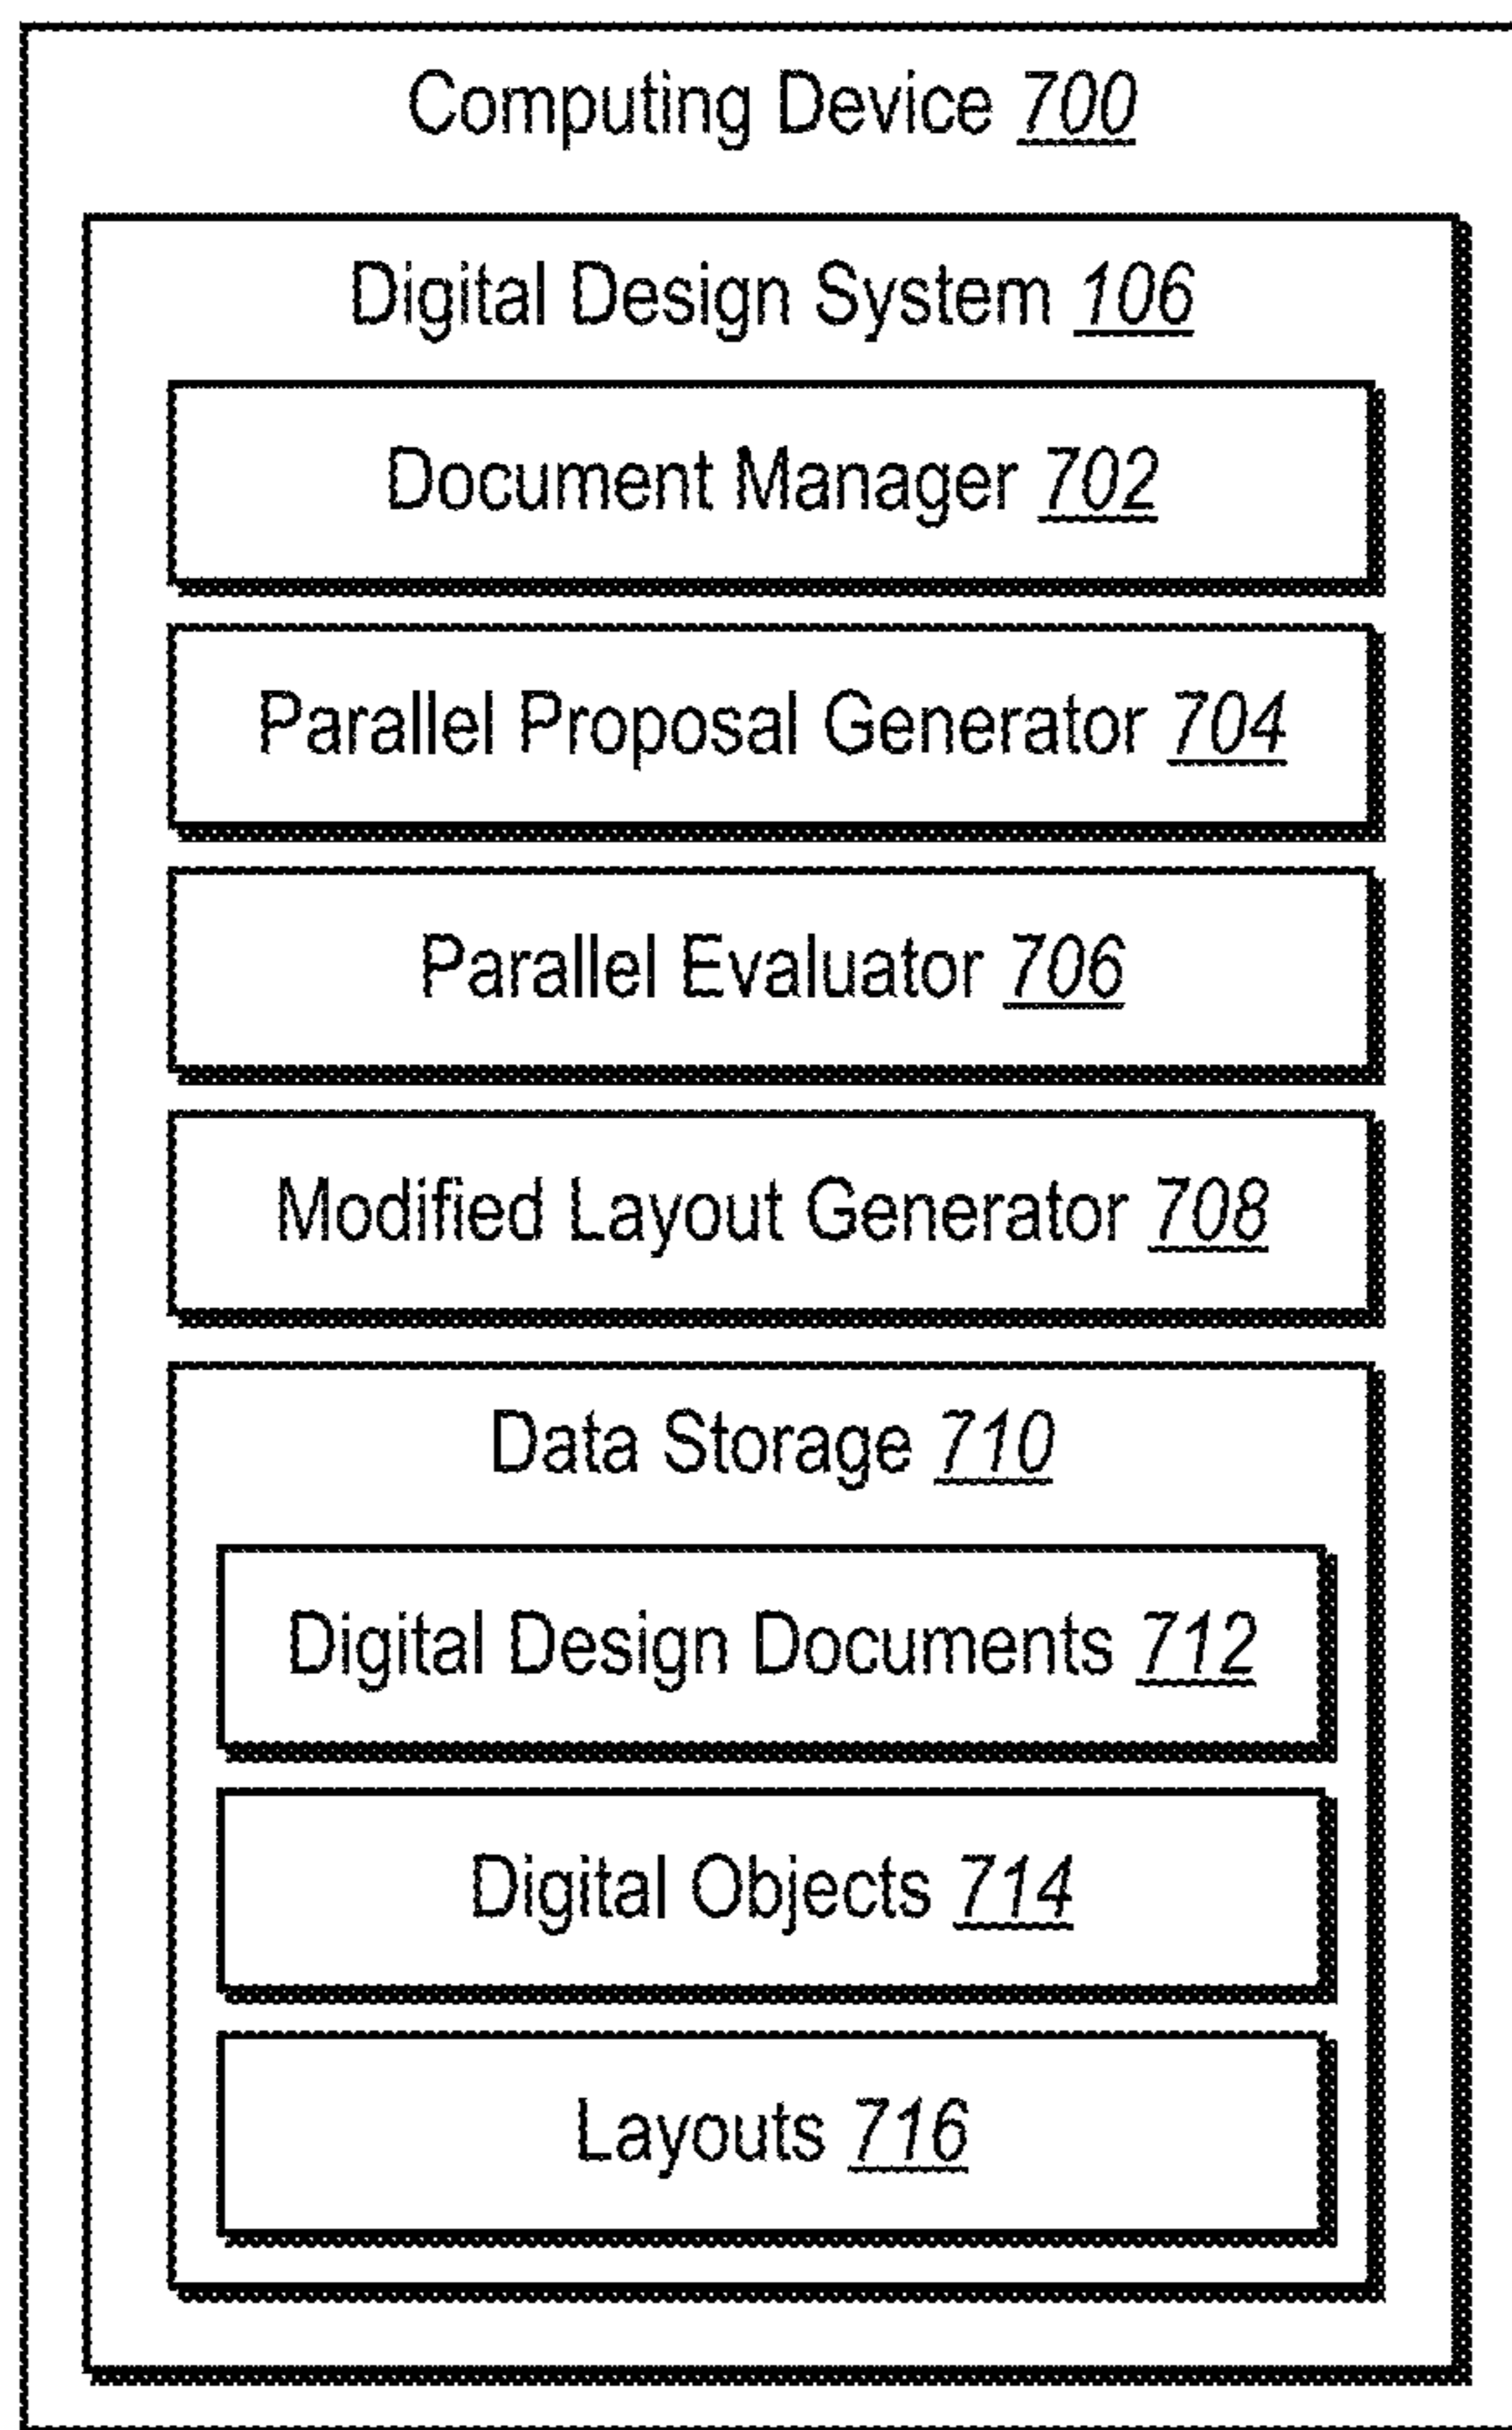 Computing Device 700
Digital Design System 106
Document Manager 702
Parallel Proposal Generator 704
Parallel Evaluator 706
Modified Layout Generator 708
Data Storage 710
Digital Design Documents 712
Digital Objects 714
Layouts 716